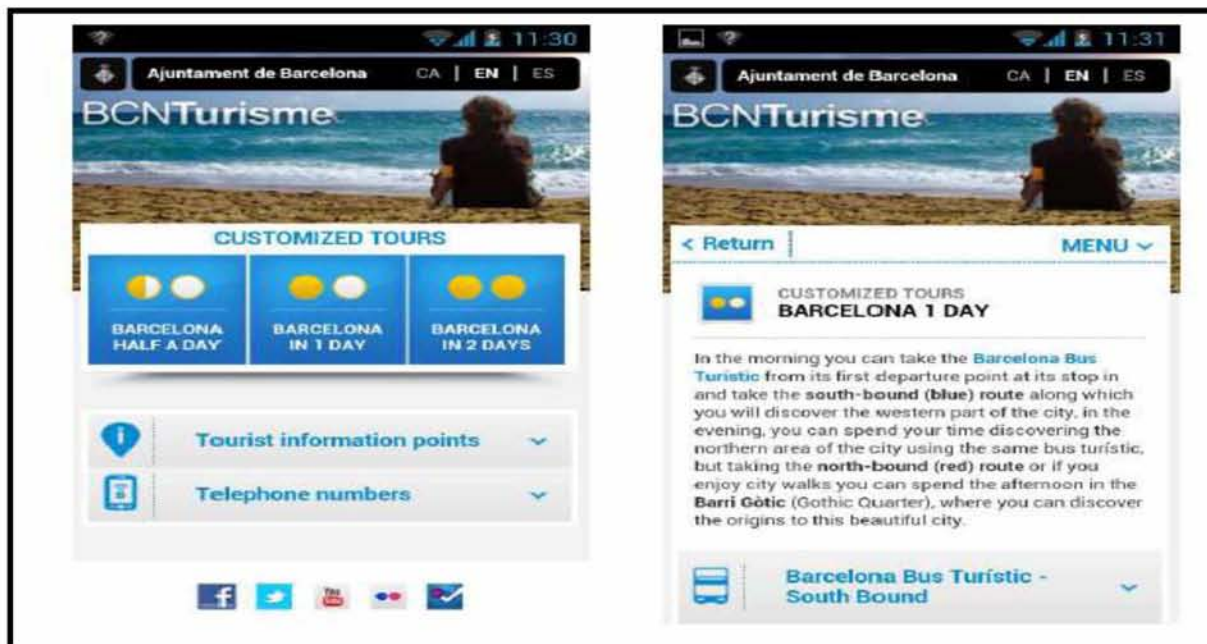 11:30
Ajuntament de Barcelona CA | EN | ES
BCNTurisme
CUSTOMIZED TOURS
BARCELONA HALF A DAY
BARCELONA IN 1 DAY
BARCELONA IN 2 DAYS
Tourist information points
Telephone numbers
You Tube
11:31
Ajuntament de Barcelona CA | EN | ES
BCNTurisme
< Return MENU
CUSTOMIZED TOURS
BARCELONA 1 DAY
In the morning you can take the Barcelona Bus
Turístic from its first departure point at its stop in
and take the south-bound (blue) route along which
you will discover the western part of the city, in the
evening, you can spend your time discovering the
northern area of the city using the same bus turístic,
but taking the north-bound (red) route or if you
enjoy city walks you can spend the afternoon in the
Barri Gòtic (Gothic Quarter), where you can discover
the origins to this beautiful city.
Barcelona Bus Turístic -
South Bound